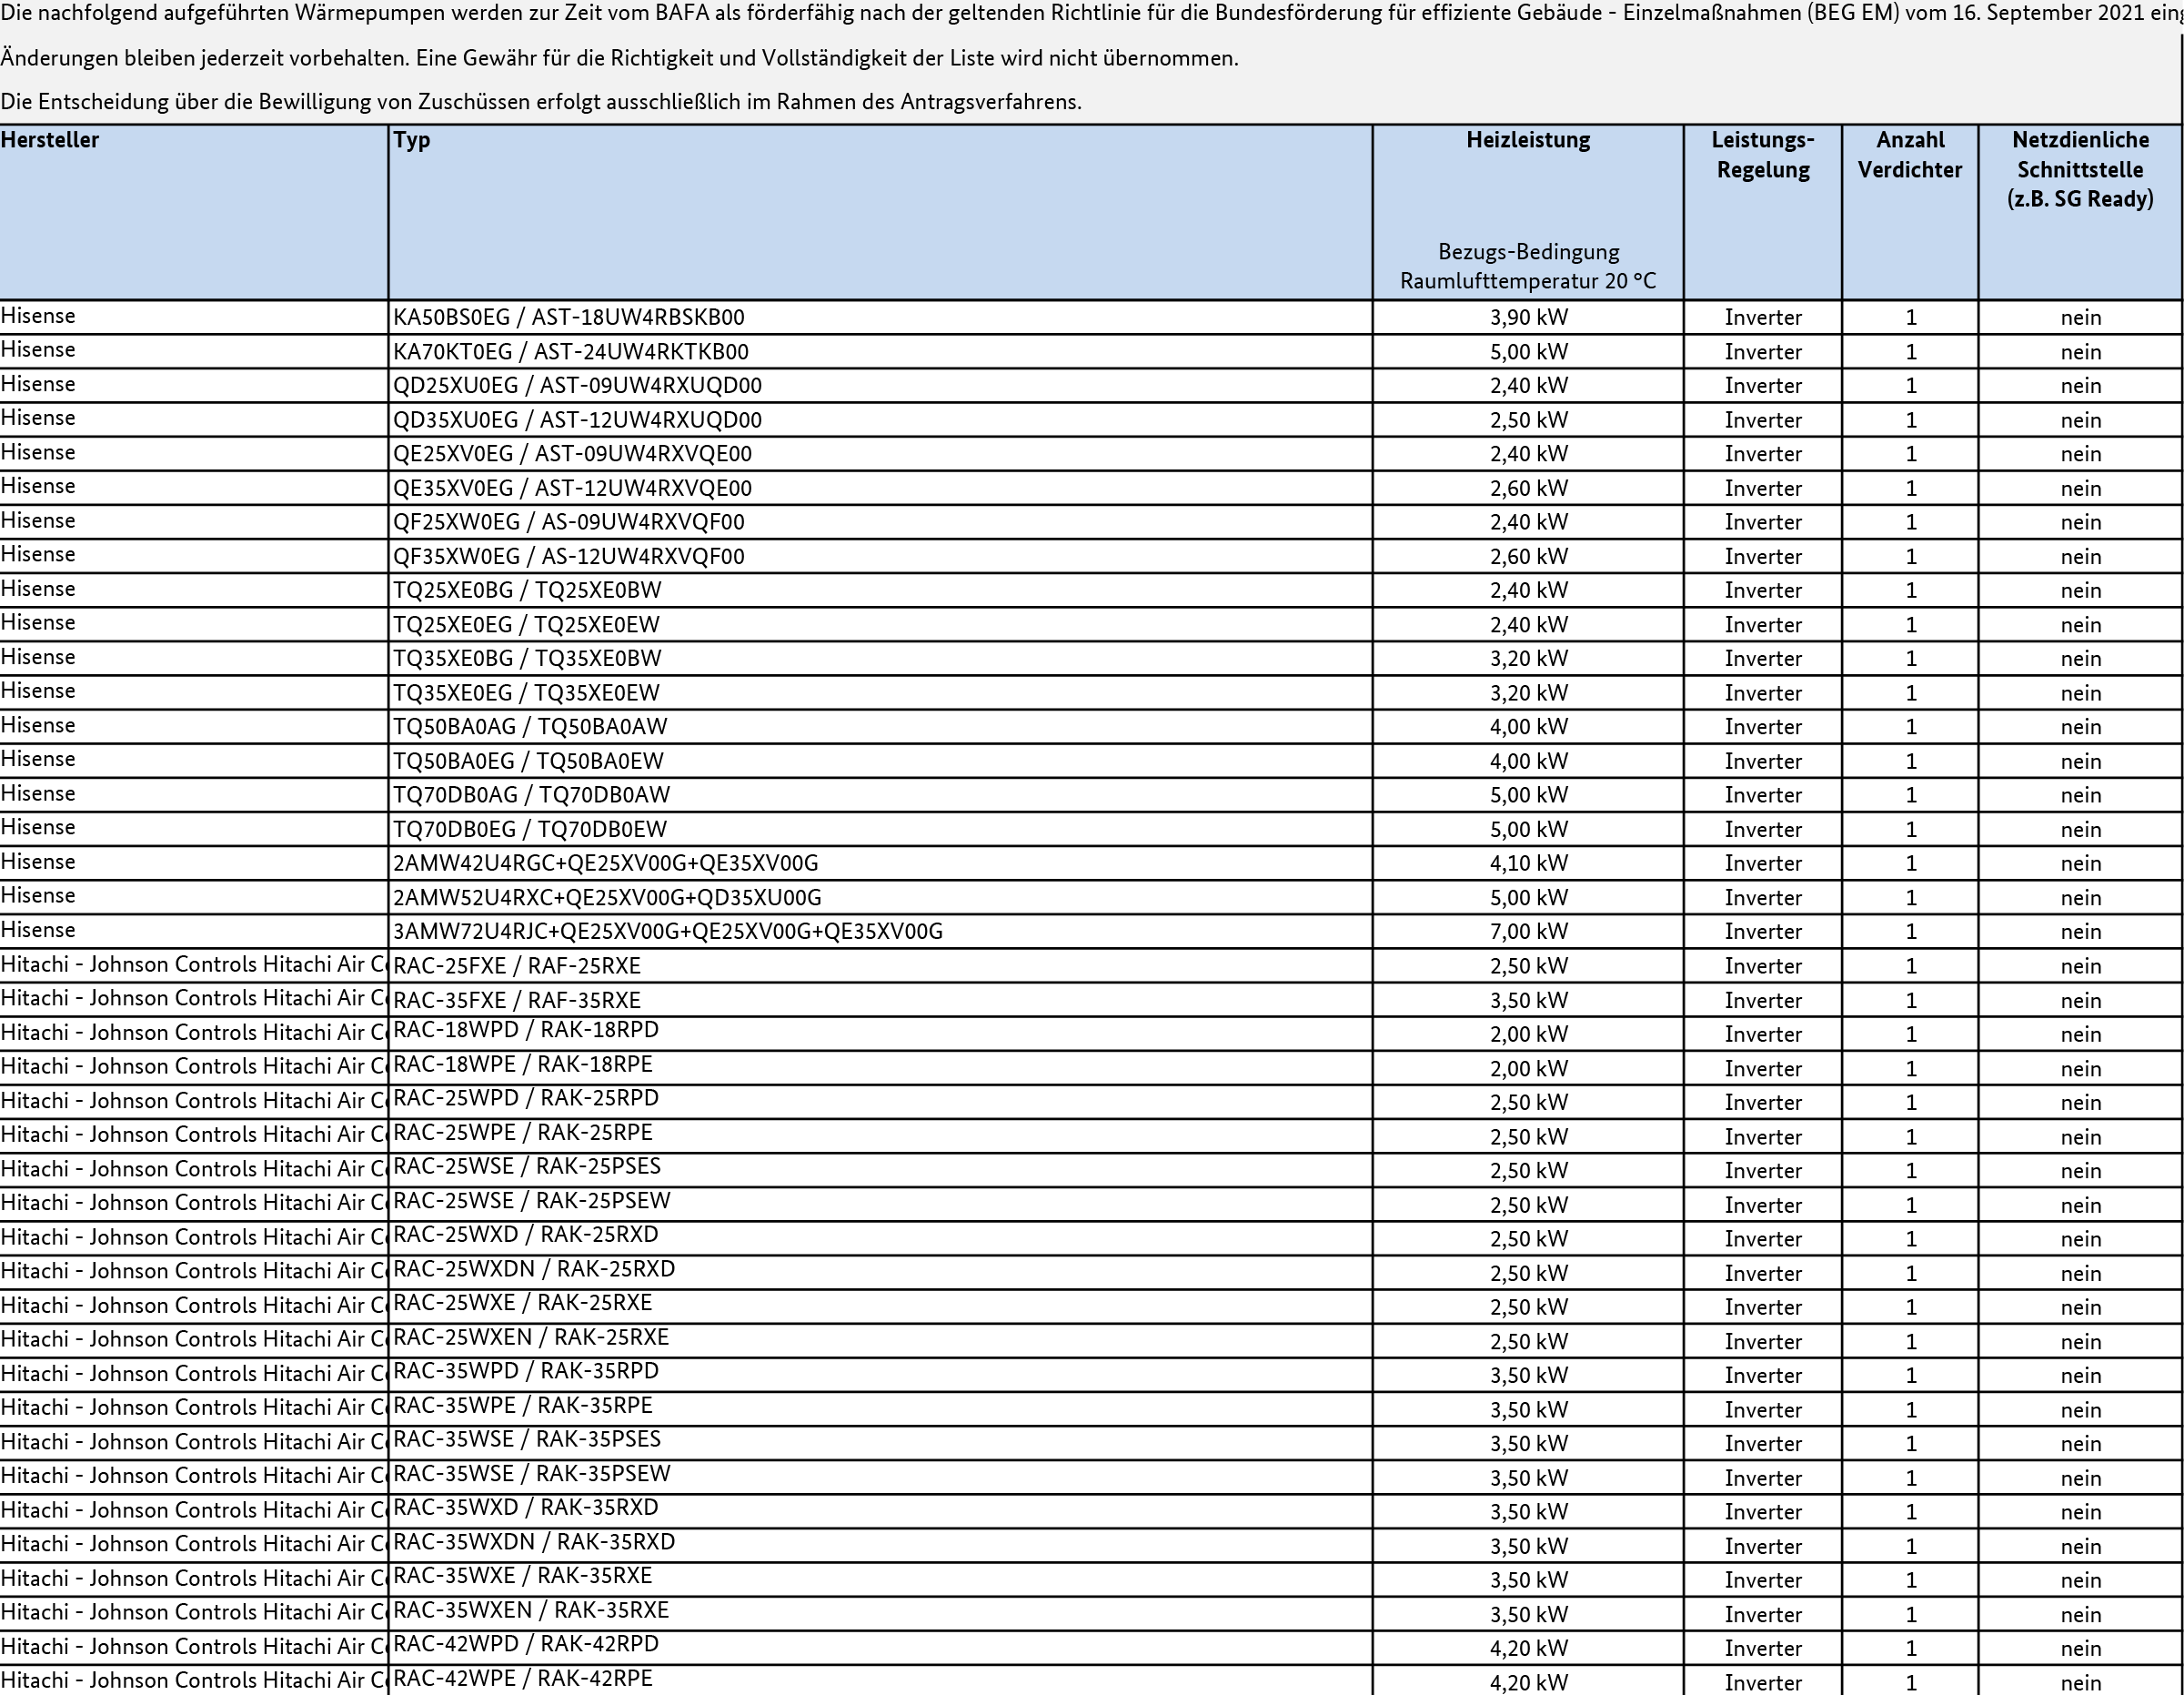 Die nachfolgend aufgeführten Wärmepumpen werden zur Zeit vom BAFA als förderfähig nach der geltenden Richtlinie für die Bundesförderung für effiziente Gebäude - Einzelmaßnahmen (BEG EM) vom 16. September 2021
Änderungen bleiben jederzeit vorbehalten. Eine Gewähr für die Richtigkeit und Vollständigkeit der Liste wird nicht übernommen.
Die Entscheidung über die Bewilligung von Zuschüssen erfolgt ausschließlich im Rahmen des Antragsverfahrens.
Hersteller Typ Heizleistung Leistungs- Anzahl Netzdienliche
Regelung Verdichter Schnittstelle
(z.B. SG Ready)
Bezugs-Bedingung
Raumlufttemperatur 20 °C
Hisense KA50BS0EG / AST-18UW4RBSKB00 3,90 kW Inverter 1 nein
Hisense KA70KT0EG / AST-24UW4RKTKB00 5,00 kW Inverter 1 nein
Hisense QD25XU0EG / AST-09UW4RXUQD00 2,40 kW Inverter 1 nein
Hisense QD35XU0EG / AST-12UW4RXUQD00 2,50 kW Inverter 1 nein
Hisense QE25XV0EG / AST-09UW4RXVQE00 2,40 kW Inverter 1 nein
Hisense QE35XV0EG / AST-12UW4RXVQE00 2,60 kW Inverter 1 nein
Hisense QF25XW0EG / AS-09UW4RXVQF00 2,40 kW Inverter 1 nein
Hisense QF35XW0EG / AS-12UW4RXVQF00 2,60 kW Inverter 1 nein
Hisense TQ25XE0BG / TQ25XE0BW 2,40 kW Inverter 1 nein
Hisense TQ25XE0EG / TQ25XE0EW 2,40 kW Inverter 1 nein
Hisense TQ35XE0BG / TQ35XE0BW 3,20 kW Inverter 1 nein
Hisense TQ35XE0EG / TQ35XE0EW 3,20 kW Inverter 1 nein
Hisense TQ50BA0AG / TQ50BA0AW 4,00 kW Inverter 1 nein
Hisense TQ50BA0EG / TQ50BA0EW 4,00 kW Inverter 1 nein
Hisense TQ70DB0AG / TQ70DB0AW 5,00 kW Inverter 1 nein
Hisense TQ70DB0EG / TQ70DB0EW 5,00 kW Inverter 1 nein
Hisense 2AMW42U4RGC+QE25XV00G+QE35XV00G 4,10 kW Inverter 1 nein
Hisense 2AMW52U4RXC+QE25XV00G+QD35XU00G 5,00 kW Inverter 1 nein
Hisense 3AMW72U4RJC+QE25XV00G+QE25XV00G+QE35XV00G 7,00 kW Inverter 1 nein
Hitachi - Johnson Controls Hitachi Air RAC-25FXE / RAF-25RXE 2,50 kW Inverter 1 nein
Hitachi - Johnson Controls Hitachi Air RAC-35FXE / RAF-35RXE 3,50 kW Inverter 1 nein
Hitachi - Johnson Controls Hitachi Air RAC-18WPD / RAK-18RPD 2,00 kW Inverter 1 nein
Hitachi - Johnson Controls Hitachi Air RAC-18WPE / RAK-18RPE 2,00 kW Inverter 1 nein
Hitachi - Johnson Controls Hitachi Air RAC-25WPD / RAK-25RPD 2,50 kW Inverter 1 nein
Hitachi - Johnson Controls Hitachi Air RAC-25WPE / RAK-25RPE 2,50 kW Inverter 1 nein
Hitachi - Johnson Controls Hitachi Air RAC-25WSE / RAK-25PSES 2,50 kW Inverter 1 nein
Hitachi - Johnson Controls Hitachi Air RAC-25WSE / RAK-25PSEW 2,50 kW Inverter 1 nein
Hitachi - Johnson Controls Hitachi Air RAC-25WXD / RAK-25RXD 2,50 kW Inverter 1 nein
Hitachi - Johnson Controls Hitachi Air RAC-25WXDN / RAK-25RXD 2,50 kW Inverter 1 nein
Hitachi - Johnson Controls Hitachi Air RAC-25WXE / RAK-25RXE 2,50 kW Inverter 1 nein
Hitachi - Johnson Controls Hitachi Air RAC-25WXEN / RAK-25RXE 2,50 kW Inverter 1 nein
Hitachi - Johnson Controls Hitachi Air RAC-35WPD / RAK-35RPD 3,50 kW Inverter 1 nein
Hitachi - Johnson Controls Hitachi Air RAC-35WPE / RAK-35RPE 3,50 kW Inverter 1 nein
Hitachi - Johnson Controls Hitachi Air RAC-35WSE / RAK-35PSES 3,50 kW Inverter 1 nein
Hitachi - Johnson Controls Hitachi Air RAC-35WSE / RAK-35PSEW 3,50 kW Inverter 1 nein
Hitachi - Johnson Controls Hitachi Air RAC-35WXD / RAK-35RXD 3,50 kW Inverter 1 nein
Hitachi - Johnson Controls Hitachi Air RAC-35WXDN / RAK-35RXD 3,50 kW Inverter 1 nein
Hitachi - Johnson Controls Hitachi Air RAC-35WXE / RAK-35RXE 3,50 kW Inverter 1 nein
Hitachi - Johnson Controls Hitachi Air RAC-35WXEN / RAK-35RXE 3,50 kW Inverter 1 nein
Hitachi - Johnson Controls Hitachi Air RAC-42WPD / RAK-42RPD 4,20 kW Inverter 1 nein
Hitachi - Johnson Controls Hitachi Air RAC-42WPE / RAK-42RPE 4,20 kW Inverter 1 nein